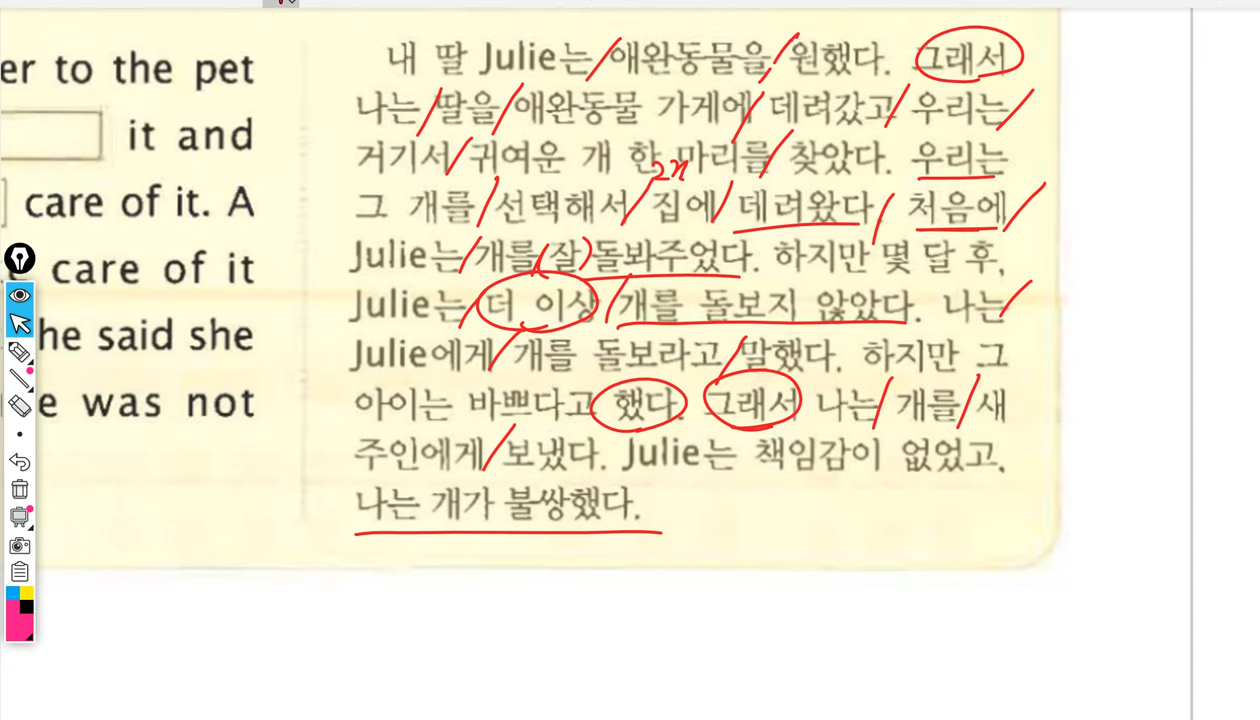 er to the pet
it and
care of it. A
care of it
he said she
e was not
내 딸 Julie는 애완동물을 원했다. 그래서
나는 딸을 애완동물 가게에 데려갔고 우리는
거기서 귀여운 개 한 마리를 찾았다. 우리는
그 개를 선택해서 집에 데려왔다. 처음에
Julie는 개를 (잘) 돌봐주었다. 하지만 몇 달 후,
Julie는 더 이상 개를 돌보지 않았다. 나는
Julie에게 개를 돌보라고 말했다. 하지만 그
아이는 바쁘다고 했다. 그래서 나는 개를 새
주인에게 보냈다. Julie는 책임감이 없었고,
나는 개가 불쌍했다.